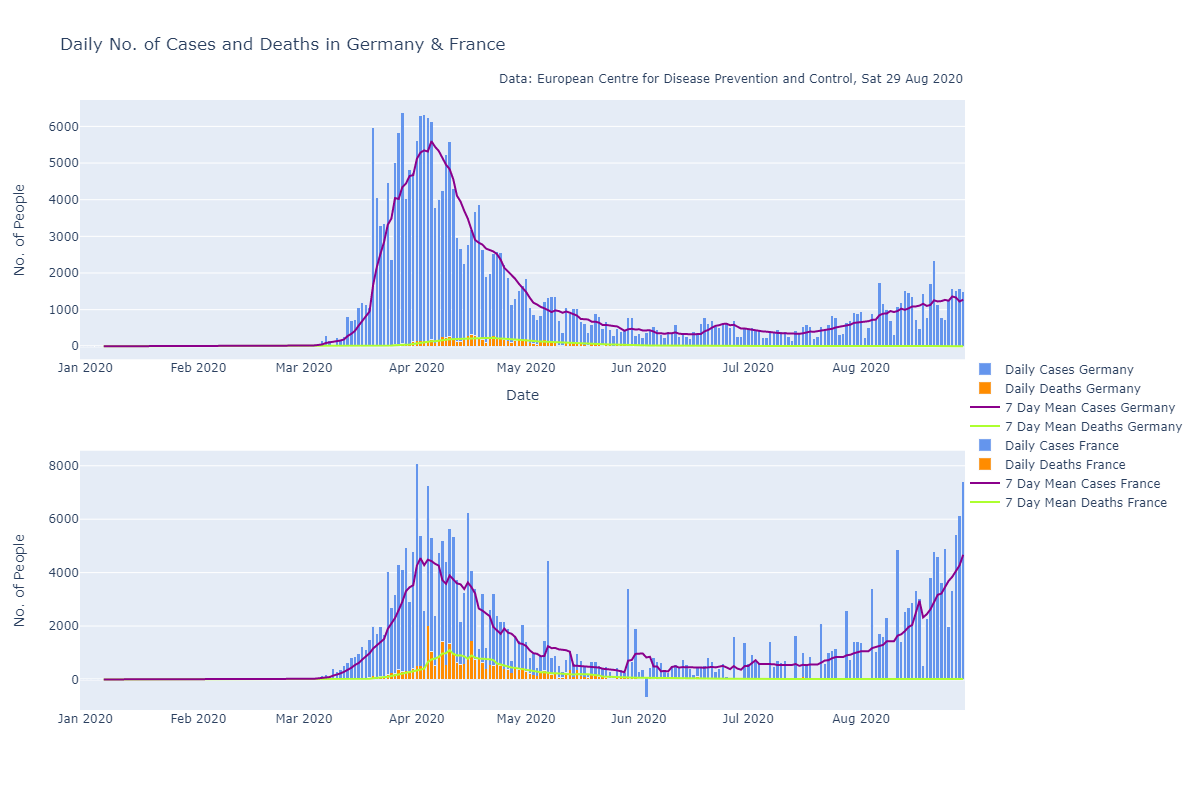 Daily No. of Cases and Deaths in Germany & France
Data: European Centre for Disease Prevention and Control, Sat 29 Aug 2020
6000
5000
4000
3000
2000
1000
0
No. of People
Jan 2020 Feb 2020 Mar 2020 Apr 2020 May 2020 Jun 2020 Jul 2020 Aug 2020
Date
Daily Cases Germany
Daily Deaths Germany
7 Day Mean Cases Germany
7 Day Mean Deaths Germany
Daily Cases France
Daily Deaths France
7 Day Mean Cases France
7 Day Mean Deaths France
8000
6000
4000
2000
0
No. of People
Jan 2020 Feb 2020 Mar 2020 Apr 2020 May 2020 Jun 2020 Jul 2020 Aug 2020